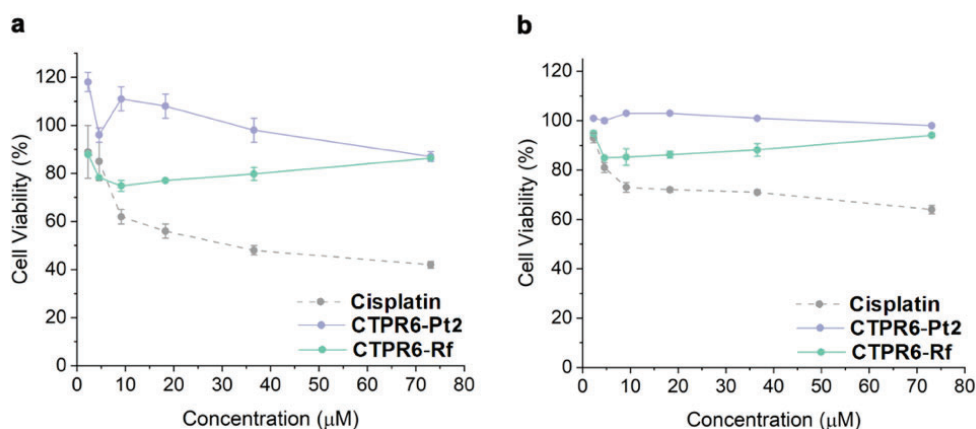 a
120
100
80
60
40
20
0
Cell Viability (%)
Cisplatin
CTPR6-Pt2
CTPR6-Rf
0 10 20 30 40 50 60 70 80
Concentration (μM)
b
120
100
80
60
40
20
0
Cell Viability (%)
Cisplatin
CTPR6-Pt2
CTPR6-Rf
0 10 20 30 40 50 60 70 80
Concentration (μM)